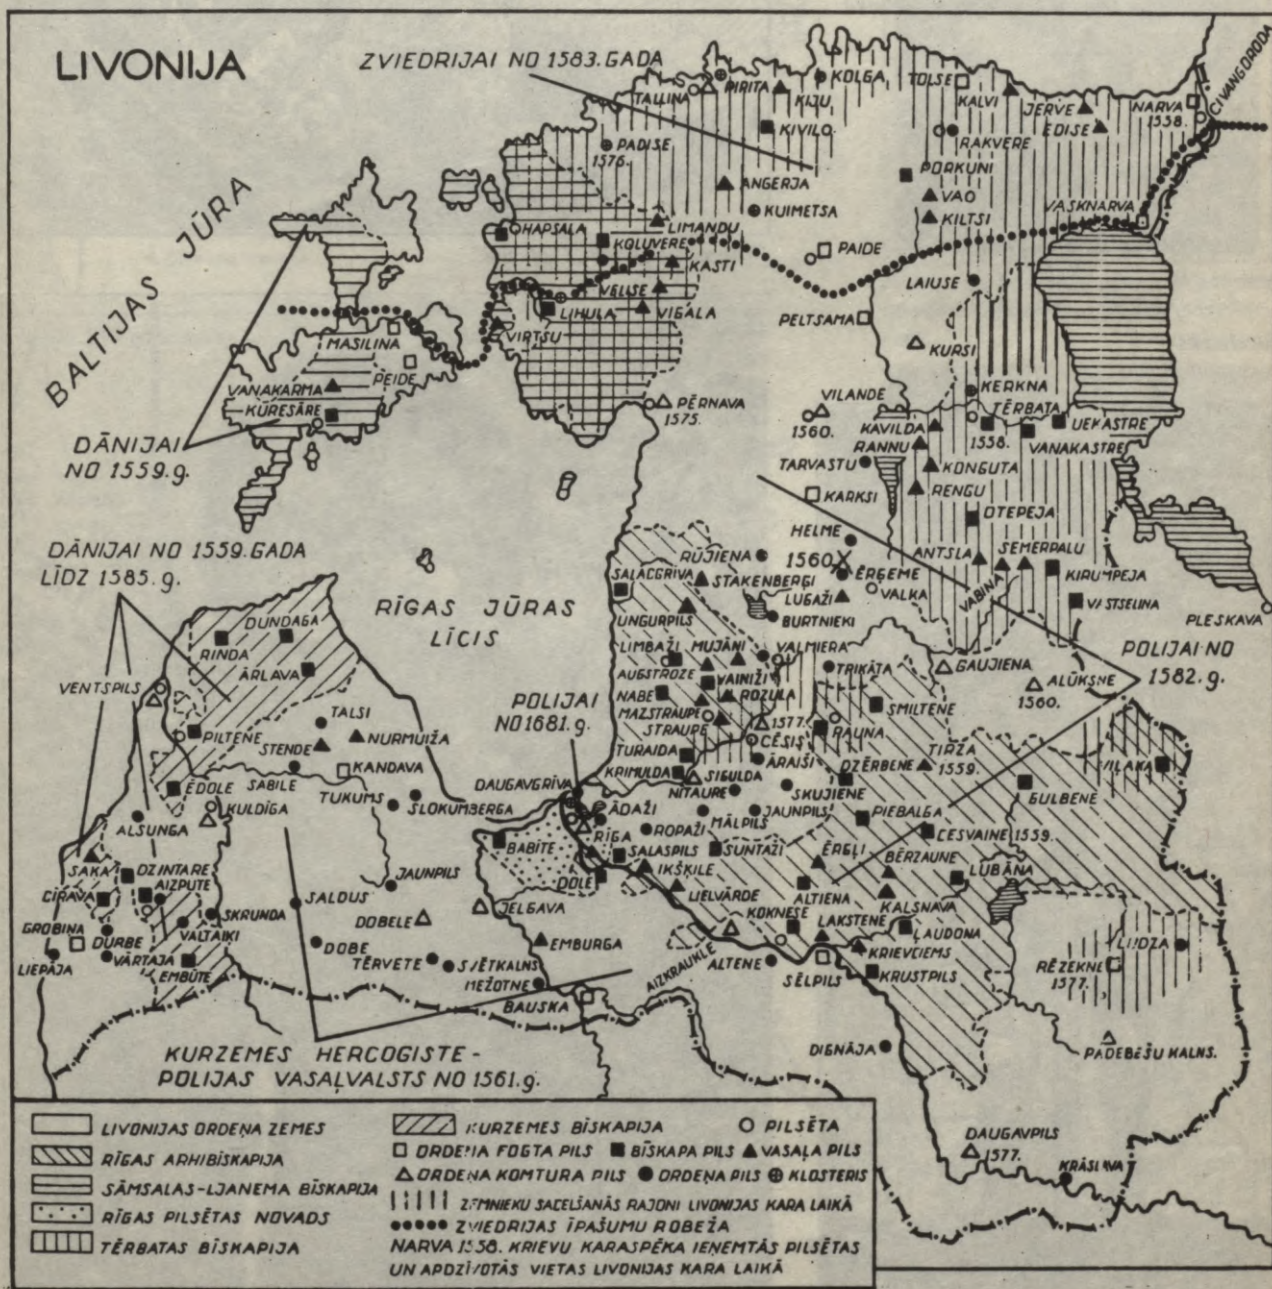 LIVONIJA
ZVIEDRIJAI NO 1583. GADA
BALTIJAS JŪRA
TALLINA
PIRITA
KIJU
KOLGA
TOLSE
KALVI
JERVE
EDISE
NARVA
1558.
PADISE
1576.
KIVILO
RAKVERE
PORKUNI
ANGERJA
VAO
KUIMETSA
KILTSI
VASKNARVA
HAPSALA
LIMANDU
KOLUVERE
PAIDE
KASTI
LAIUSE
VELISE
LIHULA
VIGALA
VIRTSU
PELTSAMA
KURSI
MASILINA
PEIDE
VANAKARMA
KŪRESĀRE
PĒRNAVA
1575.
VILANDE
1560.
KERKNA
TĒRBATA
1558.
UEKASTRE
VANAKASTRE
KAVILDA
RANNU
TARVASTU
KONGUTA
RENGU
KARKSI
DĀNIJAI
NO 1559.g.
OTEPEJA
HELME
1560.
ANTSLA
SEMERPALU
DĀNIJAI NO 1559.GADA
LĪDZ 1585.g.
RŪJIENA
ĒRĢEME
VABINA
KIRUMPEJA
SALACGRĪVA
STAKENBERGI
LUGAŽI
VALKA
VASTSELINA
PLESKAVA
RĪGAS JŪRAS
LĪCIS
UNGURPILS
BURTNIEKI
POLIJAI NO
1582.g.
DUNDAGA
RINDA
ĀRLAVA
LIMBAŽI
MUJĀNI
VALMIERA
TRIKĀTA
GAUJIENA
ALŪKSNE
1560.
AUGSTROZE
VAINIŽI
ROZULA
NABE
MAZSTRAUPE
STRAUPE
1577.
CĒSIS
SMILTENE
RAUNA
VENTSPILS
POLIJAI
NO 1681.g.
TALSI
NURMUIŽA
PILTENE
STENDE
KANDAVA
SABILE
TURAIDA
KRIMULDA
SIGULDA
ĀRAIŠI
DZĒRBENE
TIRZA
1559.
VIĻAKA
ĒDOLE
KULDĪGA
TUKUMS
SLOKUMBERGA
DAUGAVGRĪVA
NITAURE
SKUJIENE
GULBENE
ALSUNGA
ĀDAŽI
RĪGA
ROPAŽI
MĀLPILS
JAUNPILS
PIEBALGA
CESVAINE 1559.
BABĪTE
SALASPILS
SUNTAŽI
ĒRGĻI
BĒRZAUNE
SAKA
DZINTARE
AIZPUTE
JAUNPILS
DOLE
IKŠĶILE
LIELVĀRDE
ALTIENA
KALSNAVA
LUBĀNA
CĪRAVA
SALDUS
DOBELE
JELGAVA
KOKNESE
LAKSTENE
ĻAUDONA
GROBIŅA
SKRUNDA
VALTAIĶI
DOBE
EMBURGA
KRIEVCIEMS
LUDZA
LIEPĀJA
DURBE
VĀRTAJA
EMBŪTE
TĒRVETE
SVĒTKALNS
MEŽOTNE
AIZKRAUKLE
ALTENE
SĒLPILS
KRUSTPILS
RĒZEKNE
1577.
BAUSKA
DIGNĀJA
PADEBEŠU KALNS.
KURZEMES HERCOGISTE-
POLIJAS VASAĻVALSTS NO 1561.g.
DAUGAVPILS
1577.
KRĀSLAVA
LIVONIJAS ORDEŅA ZEMES
RĪGAS ARHIBĪSKAPIJA
SĀMSALAS-LJANEMA BĪSKAPIJA
RĪGAS PILSĒTAS NOVADS
TĒRBATAS BĪSKAPIJA
KURZEMES BĪSKAPIJA
PILSĒTA
ORDEŅA FOGTA PILS
BĪSKAPA PILS
VASAĻA PILS
ORDEŅA KOMTURA PILS
ORDEŅA PILS
KLOSTERIS
ZEMNIEKU SACELŠANĀS RAJONI LIVONIJAS KARA LAIKĀ
ZVIEDRIJAS ĪPAŠUMU ROBEŽA
NARVA 1558. KRIEVU KARASPĒKA IEŅEMTĀS PILSĒTAS
UN APDZĪVOTĀS VIETAS LIVONIJAS KARA LAIKĀ